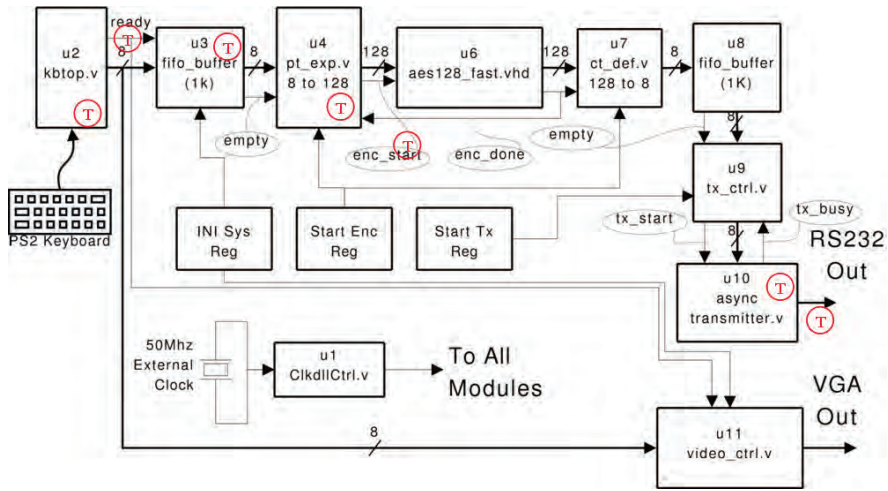 ready
T
u2
kbtop.v
T
8
u3
fifo_buffer
(1k)
T
8
u4
pt_exp.v
8 to 128
T
128
u6
aes128_fast.vhd
128
u7
ct_def.v
128 to 8
8
u8
fifo_buffer
(1K)
8
empty
enc_start
T
enc_done
empty
u9
tx_ctrl.v
PS2 Keyboard
INI Sys
Reg
Start Enc
Reg
Start Tx
Reg
tx_start
8
tx_busy
RS232
Out
u10
async
transmitter.v
T
T
50Mhz
External
Clock
u1
ClkdllCtrl.v
To All
Modules
VGA
Out
8
u11
video_ctrl.v